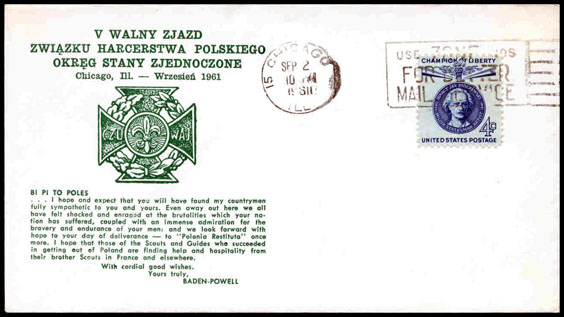 V WALNY ZJAZD
ZWIĄZKU HARCERSTWA POLSKIEGO
OKRĘG STANY ZJEDNOCZONE
Chicago, Ill. — Wrzesień 1961
CZU WAJ
BI PI TO POLES
. . . . I hope and expect that you will have found my countrymen
fully sympathetic to you and yours. Even away out here we all
have felt shocked and enraged at the brutalities which your na-
tion has suffered, coupled with an immense admiration for the
bravery and endurance of your men; and we look forward with
hope to your day of deliverance — to "Polonia Restituta" once
more. I hope that those of the Scouts and Guides who succeeded
in getting out of Poland are finding help and hospitality from
their brother Scouts in France and elsewhere.
With cordial good wishes.
Yours truly,
BADEN-POWELL
15 CHICAGO
SEP 2
10
1961
ILL.
USE ZONE
FOR BETTER
MAIL SERVICE
CHAMPION OF LIBERTY
4¢
UNITED STATES POSTAGE